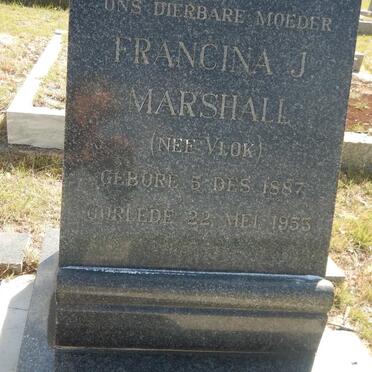 ONS DIERBARE MOEDER
FRANCINA J
MARSHALL
(NEE VLOK)
GEBORE 5 DES 1887
OORLEDE 22 MEI 1955